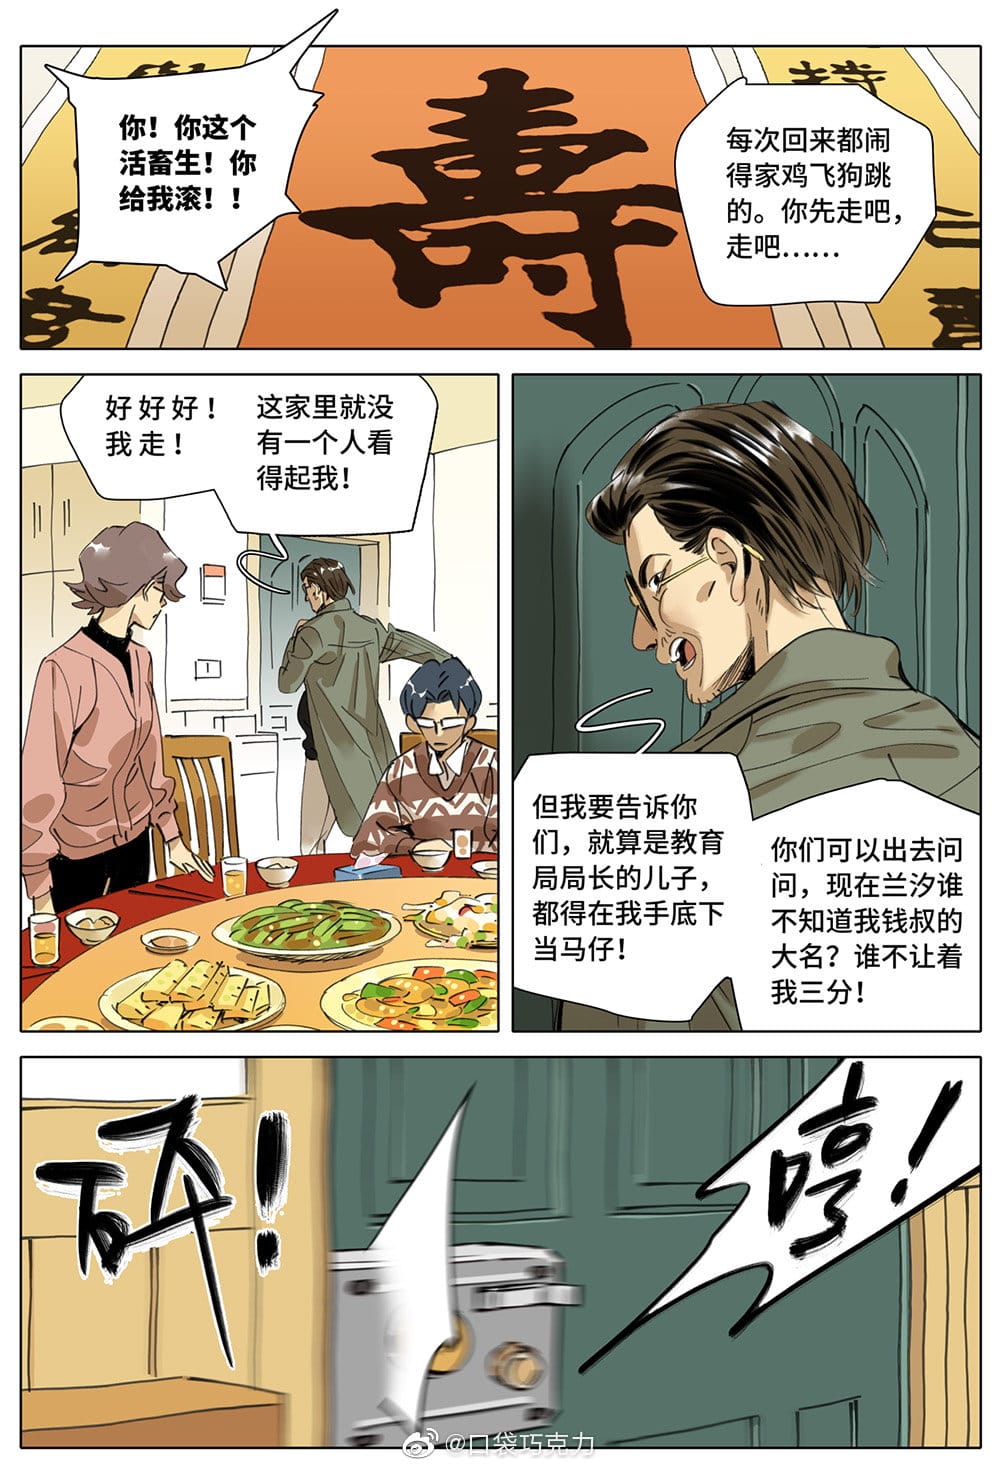 你！你这个
活畜生！你
给我滚！！
壽
每次回来都闹
得家鸡飞狗跳
的。你先走吧，
走吧……
好好好！
我走！
这家里就没
有一个人看
得起我！
但我要告诉你
们，就算是教育
局局长的儿子，
都得在我手底下
当马仔！
你们可以出去问
问，现在兰汐谁
不知道我钱叔的
大名？谁不让着
我三分！
砰！
哼！
@口袋巧克力